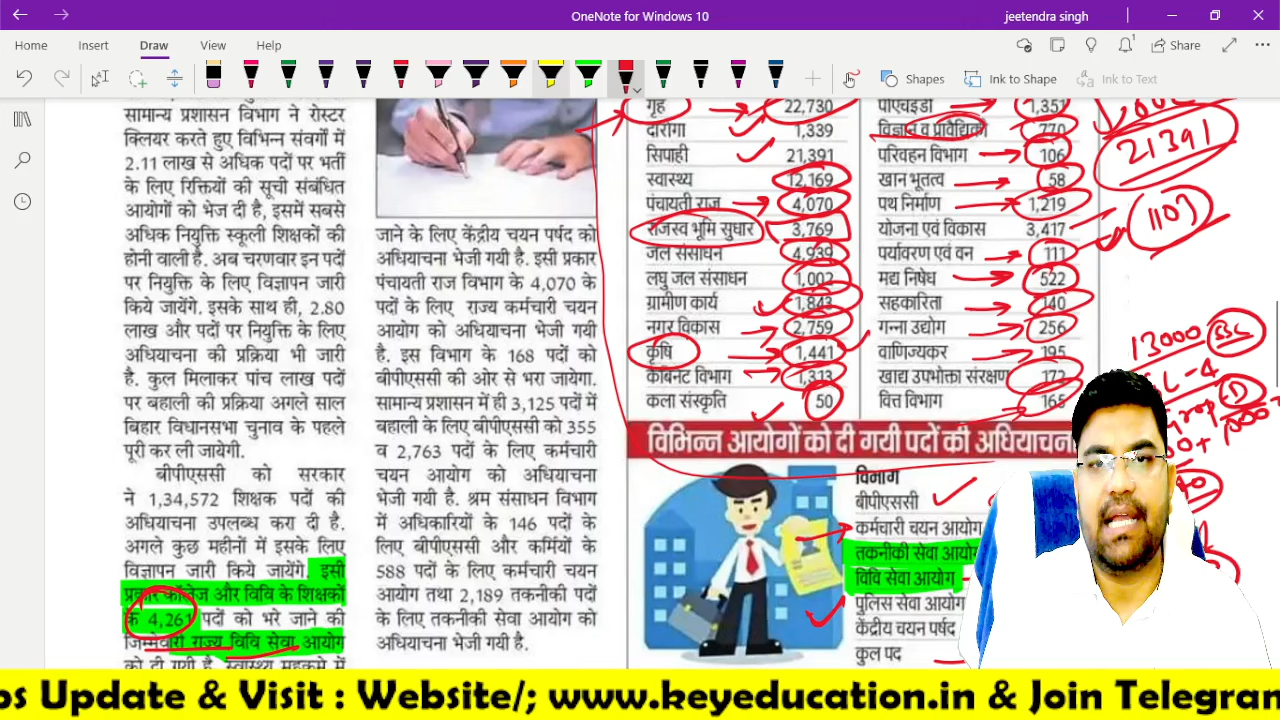 OneNote for Windows 10
jeetendra singh
Home Insert Draw View Help
Share
Shapes Ink to Shape Ink to Text
सामान्य प्रशासन विभाग ने रोस्टर
क्लियर करते हुए विभिन्न संवर्गों में
2.11 लाख से अधिक पदों पर भर्ती
के लिए रिक्तियों की सूची संबंधित
आयोगों को भेज दी है, इसमें सबसे
अधिक नियुक्ति स्कूली शिक्षकों की
होनी वाली है. अब चरणवार इन पदों
पर नियुक्ति के लिए विज्ञापन जारी
किये जायेंगे. इसके साथ ही, 2.80
लाख और पदों पर नियुक्ति के लिए
अधियाचना की प्रक्रिया भी जारी
है. कुल मिलाकर पांच लाख पदों
पर बहाली की प्रक्रिया अगले साल
बिहार विधानसभा चुनाव के पहले
पूरी कर ली जायेगी.
बीपीएससी को सरकार
ने 1,34,572 शिक्षक पदों की
अधियाचना उपलब्ध करा दी है.
अगले कुछ महीनों में इसके लिए
विज्ञापन जारी किये जायेंगे. इसी
प्रकार कॉलेज और विवि के शिक्षकों
के 4,261 पदों को भरे जाने की
जिम्मेवारी राज्य विवि सेवा आयोग
को दी गयी है. स्वास्थ्य महकमे में
जाने के लिए केंद्रीय चयन पर्षद को
अधियाचना भेजी गयी है. इसी प्रकार
पंचायती राज विभाग में 4,070 के
पदों के लिए राज्य कर्मचारी चयन
आयोग को अधियाचना भेजी गयी
है. इस विभाग के 168 पदों को
बीपीएससी की ओर से भरा जायेगा.
सामान्य प्रशासन में ही 3,125 पदों में
बहाली के लिए बीपीएससी को 355
व 2,763 पदों के लिए कर्मचारी
चयन आयोग को अधियाचना
भेजी गयी है. श्रम संसाधन विभाग
में अधिकारियों के 146 पदों के
लिए बीपीएससी और कर्मियों के
588 पदों के लिए कर्मचारी चयन
आयोग तथा 2,189 तकनीकी पदों
के लिए तकनीकी सेवा आयोग को
अधियाचना भेजी गयी है.
गृह 22,730
दारोगा 1,339
सिपाही 21,391
स्वास्थ्य 12,169
पंचायती राज 4,070
राजस्व भूमि सुधार 3,769
जल संसाधन 4,939
लघु जल संसाधन 1,002
ग्रामीण कार्य 1,843
नगर विकास 2,759
कृषि 1,441
कैबिनेट विभाग 1,313
कला संस्कृति 50
पीएचइडी 1,351
विज्ञान व प्रावैद्यिकी 770
परिवहन विभाग 106
खान भूतत्व 58
पथ निर्माण 1,219
योजना एवं विकास 3,417
पर्यावरण एवं वन 111
मद्य निषेध 522
सहकारिता 140
गन्ना उद्योग 256
वाणिज्यकर 195
खाद्य उपभोक्ता संरक्षण 172
वित्त विभाग 165
21391
1103
13000 BSSC
विभिन्न आयोगों को दी गयी पदों की अधियाचना
विभाग
बीपीएससी
कर्मचारी चयन आयोग
तकनीकी सेवा आयोग
विवि सेवा आयोग
पुलिस सेवा आयोग
केंद्रीय चयन पर्षद
कुल पद
bs Update & Visit : Website/; www.keyeducation.in & Join Telegran